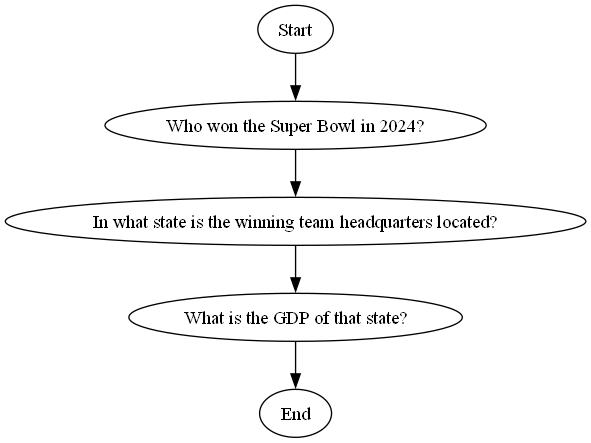 Start
Who won the Super Bowl in 2024?
In what state is the winning team headquarters located?
What is the GDP of that state?
End